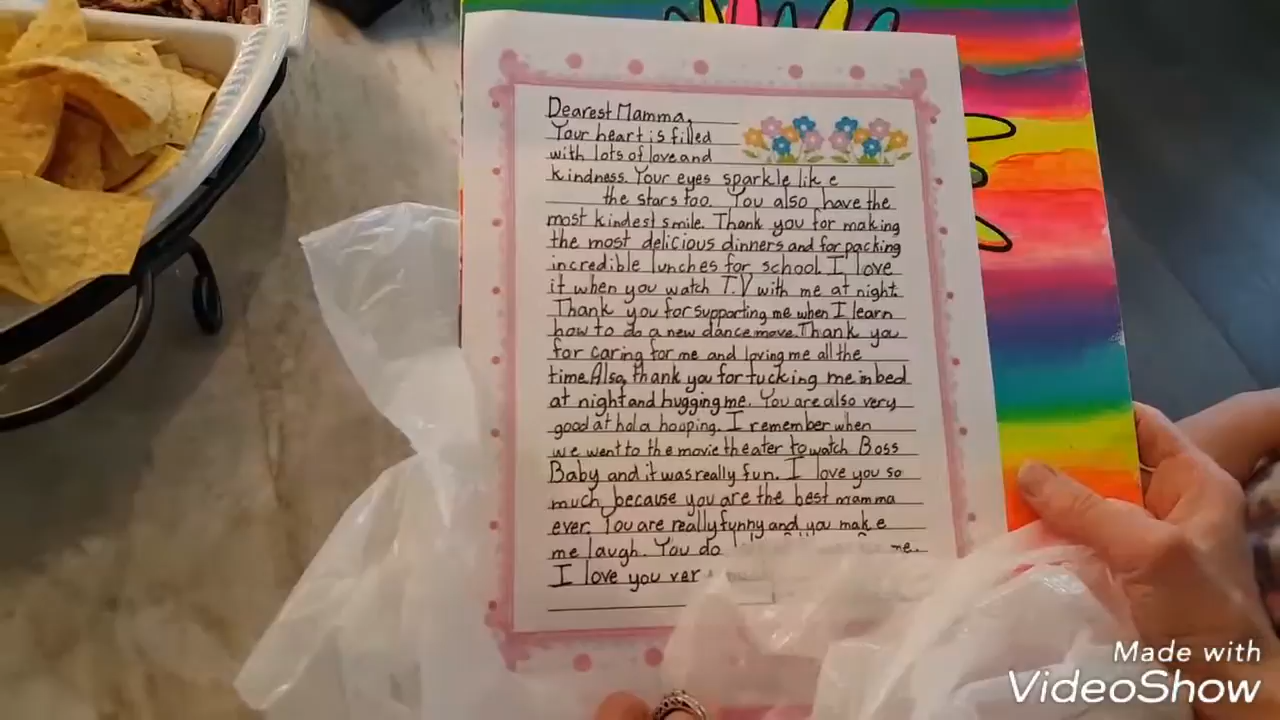 Dearest Mamma,
Your heart is filled
with lots of love and
kindness. Your eyes sparkle like
the stars too. You also have the
most kindest smile. Thank you for making
the most delicious dinners and for packing
incredible lunches for school. I love
it when you watch T.V with me at night.
Thank you for supporting me when I learn
how to do a new dance move. Thank you
for caring for me and loving me all the
time. Also, thank you for tucking me in bed
at night and hugging me. You are also very
good at hola hooping. I remember when
we went to the movie theater to watch Boss
Baby and it was really fun. I love you so
much because you are the best mamma
ever. You are really funny and you make
me laugh. You do me.
I love you
Made with
VideoShow